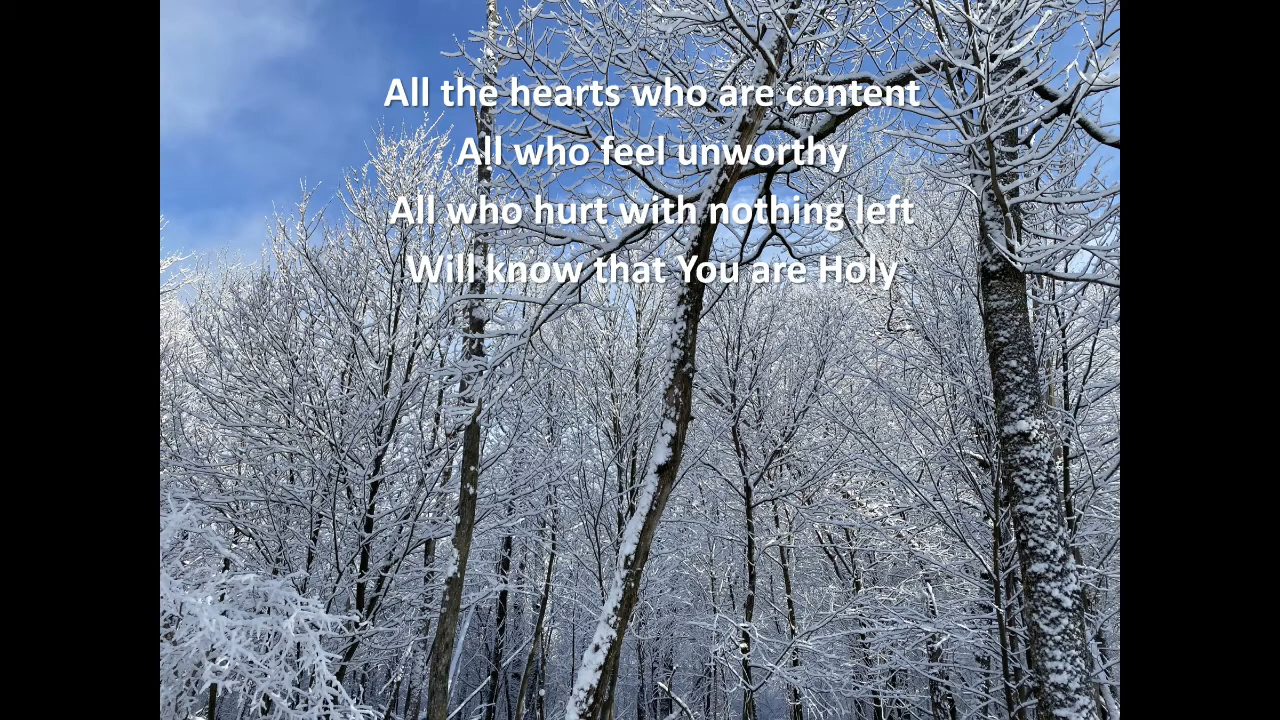 All the hearts who are content
All who feel unworthy
All who hurt with nothing left
Will know that You are Holy